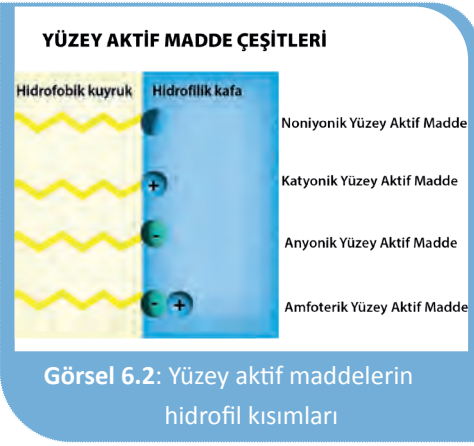 YÜZEY AKTİF MADDE ÇEŞİTLERİ
Hidrofobik kuyruk Hidrofilik kafa
Noniyonik Yüzey Aktif Madde
+ Katyonik Yüzey Aktif Madde
- Anyonik Yüzey Aktif Madde
- + Amfoterik Yüzey Aktif Madde
Görsel 6.2: Yüzey aktif maddelerin
hidrofil kısımları